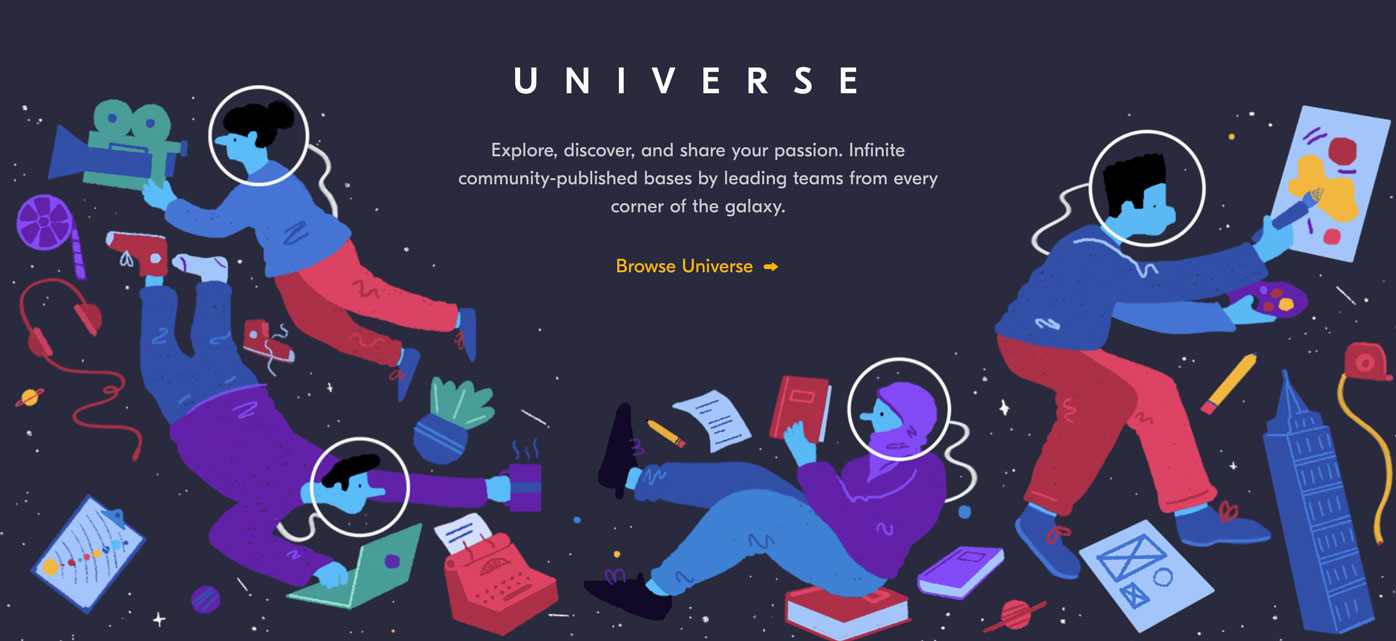 UNIVERSE
Explore, discover, and share your passion. Infinite
community-published bases by leading teams from every
corner of the galaxy.
Browse Universe ➡